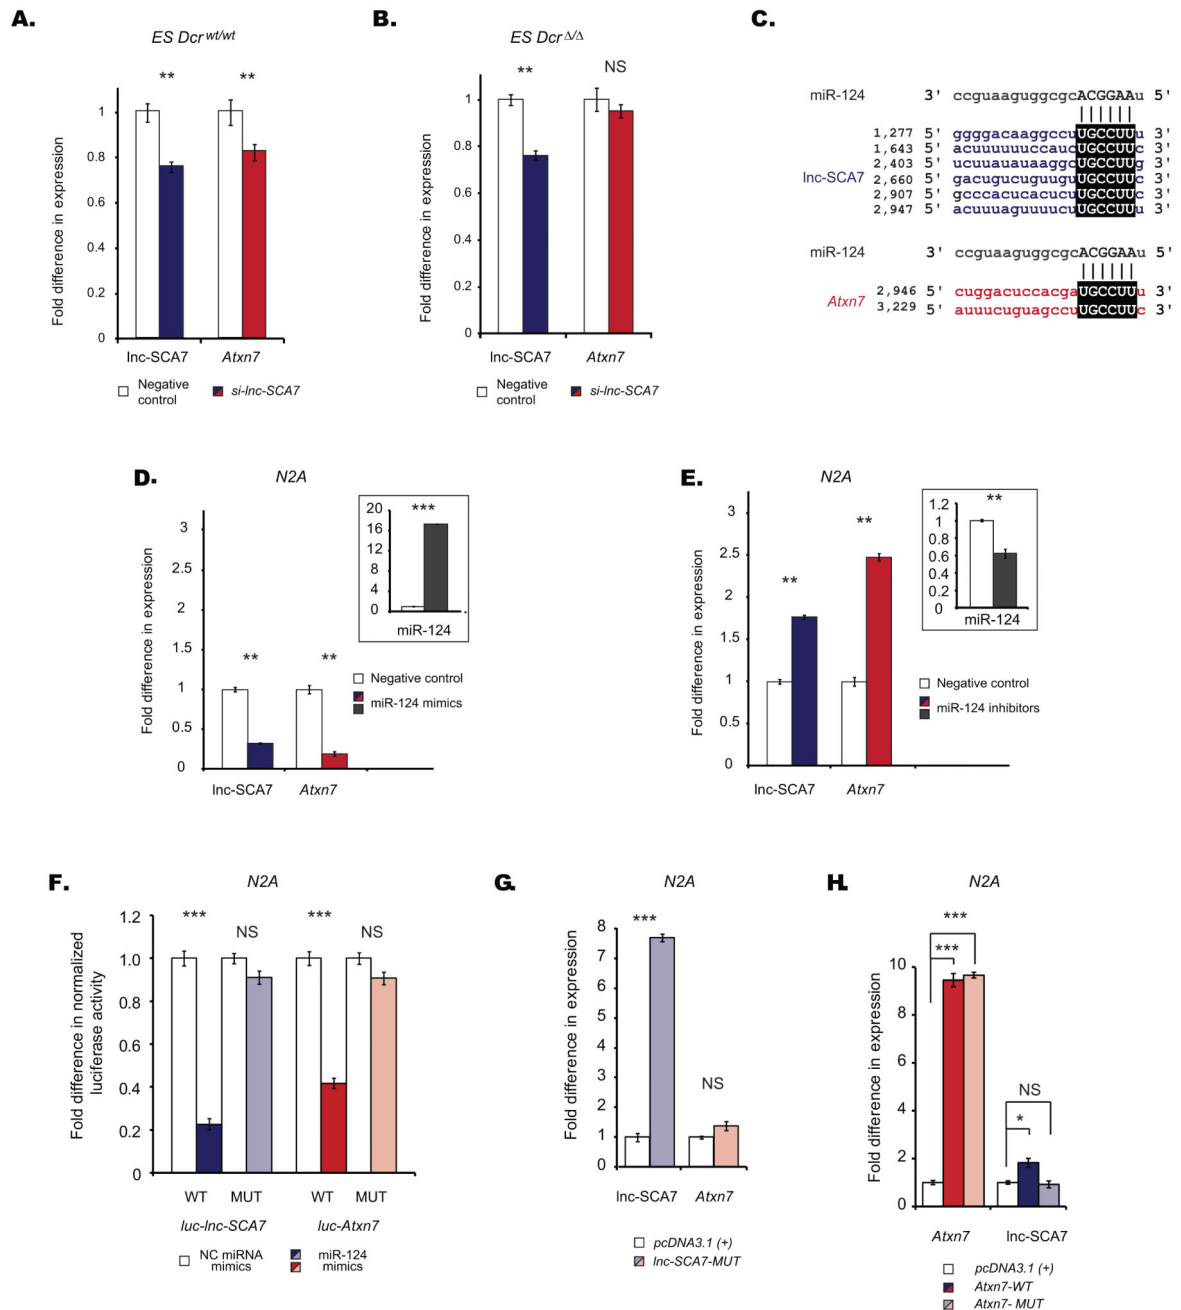 A.
ES Dcr wt/wt
Fold difference in expression
** **
1
0.8
0.6
0.4
0.2
0
lnc-SCA7 Atxn7
Negative control si-lnc-SCA7
B.
ES Dcr Δ/Δ
Fold difference in expression
** NS
1
0.8
0.6
0.4
0.2
0
lnc-SCA7 Atxn7
Negative control si-lnc-SCA7
C.
miR-124 3' ccguaaguggcgcACGGAAu 5'
lnc-SCA7
1,277 5' ggggacaaggccuUGCCUUu 3'
1,643 5' acuuuuuccaucUGCCUUc 3'
2,403 5' ucuuauauaaggcUGCCUUg 3'
2,660 5' gacugucuguuguUGCCUUc 3'
2,907 5' gcccacucacucuUGCCUUc 3'
2,947 5' acuuuaguuuucuUGCCUUu 3'
miR-124 3' ccguaaguggcgcACGGAAu 5'
Atxn7
2,946 5' cuggacuccacgaUGCCUUu 3'
3,229 5' auuucuguagccuUGCCUUc 3'
D.
N2A
Fold difference in expression
3
2.5
2
1.5
1
0.5
0
** **
lnc-SCA7 Atxn7
20
16
12
8
4
0
***
miR-124
Negative control
miR-124 mimics
E.
N2A
Fold difference in expression
3
2.5
2
1.5
1
0.5
0
** **
lnc-SCA7 Atxn7
1.2
1
0.8
0.6
0.4
0.2
0
**
miR-124
Negative control
miR-124 inhibitors
F.
N2A
Fold difference in normalized
luciferase activity
1.2
1
0.8
0.6
0.4
0.2
0
*** NS *** NS
WT MUT WT MUT
luc-lnc-SCA7 luc-Atxn7
NC miRNA mimics miR-124 mimics
G.
N2A
Fold difference in expression
8
7
6
5
4
3
2
1
0
*** NS
lnc-SCA7 Atxn7
pcDNA3.1 (+)
lnc-SCA7-MUT
H.
N2A
Fold difference in expression
10
8
6
4
2
0
***
***
NS
*
Atxn7 lnc-SCA7
pcDNA3.1 (+)
Atxn7-WT
Atxn7- MUT